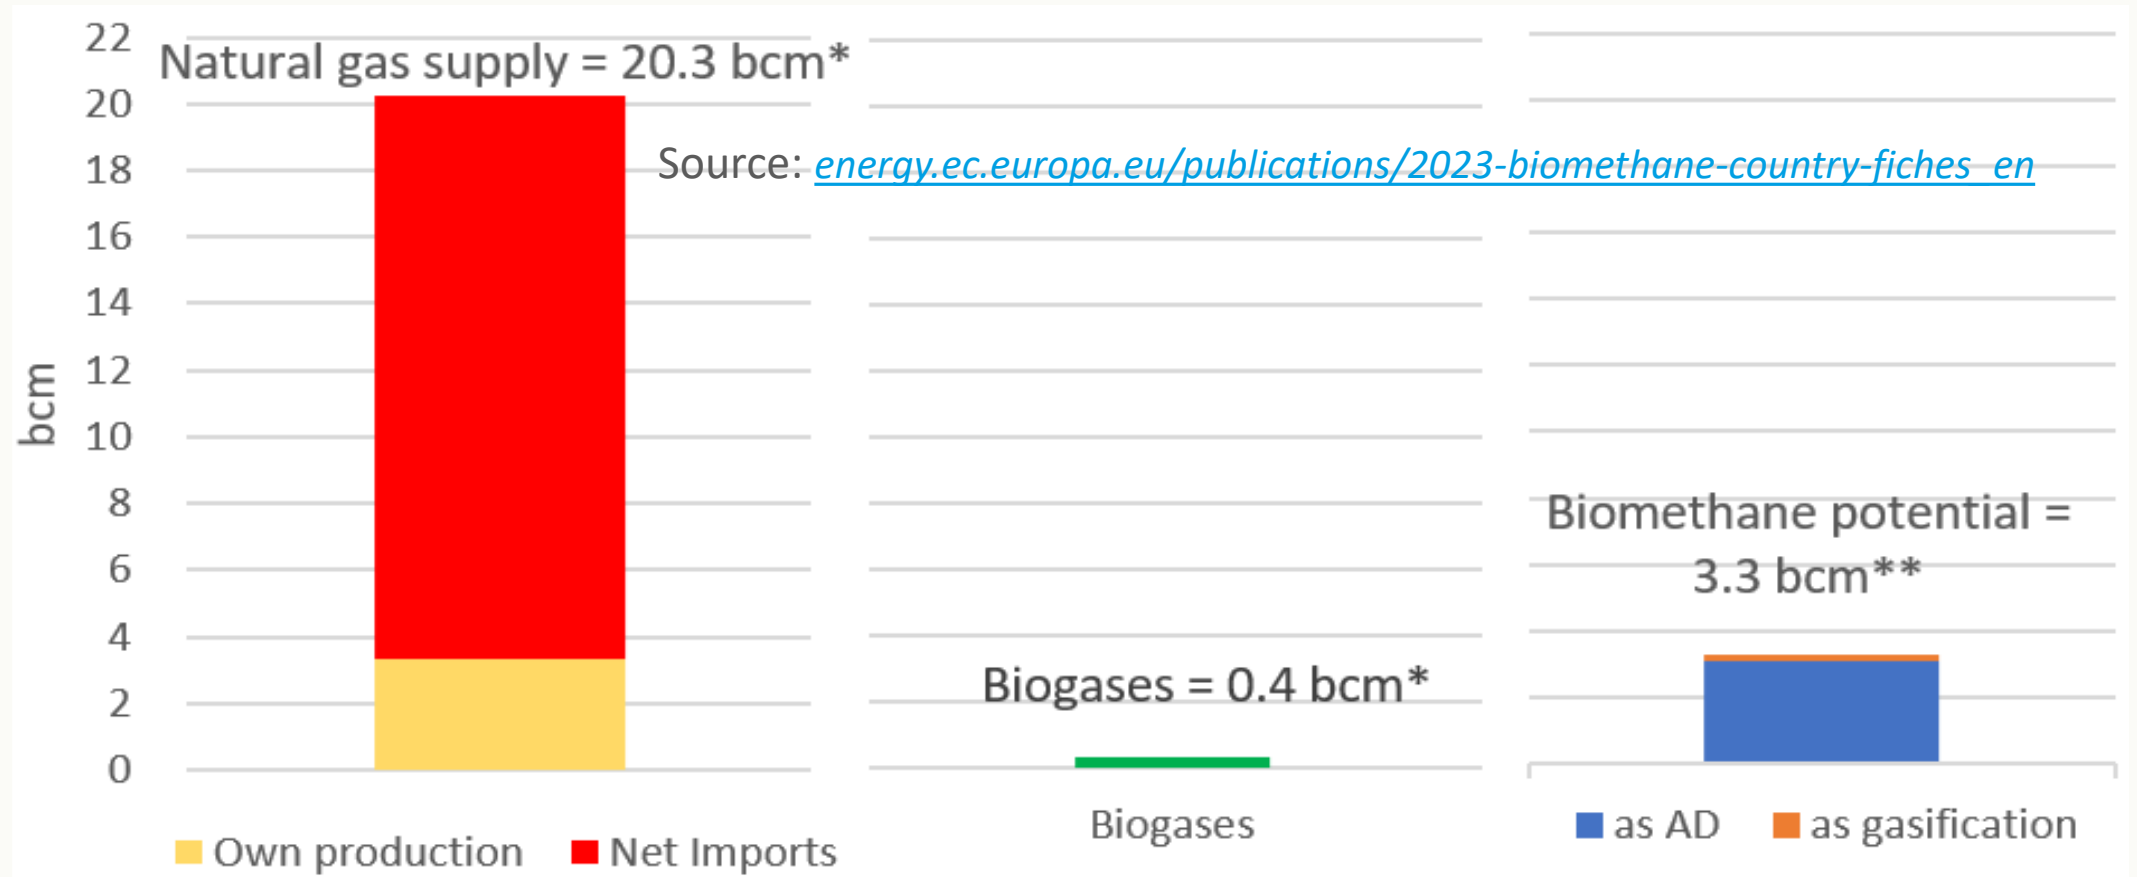 22
Natural gas supply = 20.3 bcm*
20
Source: energy.ec.europa.eu/publications/2023-biomethane-country-fiches_en
18
16
14
12
10
8
6
4
2
0
bcm
Own production
Net Imports
Biogases = 0.4 bcm*
Biogases
Biomethane potential =
3.3 bcm**
as AD
as gasification